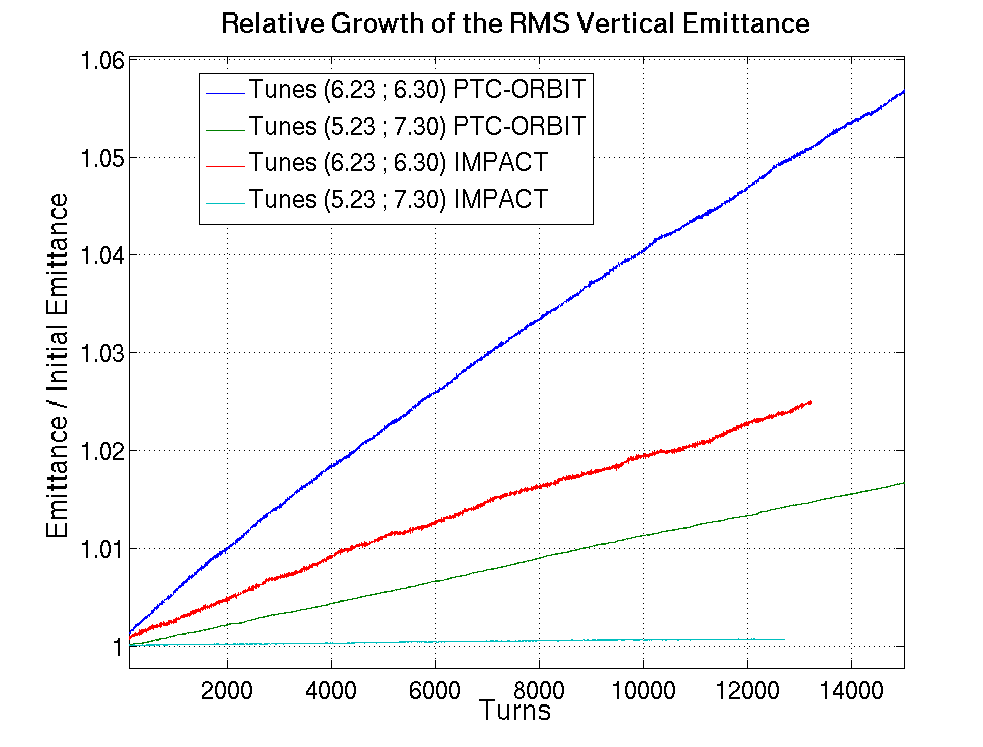 Relative Growth of the RMS Vertical Emittance
Emittance / Initial Emittance
1.06
1.05
1.04
1.03
1.02
1.01
1
Tunes (6.23 ; 6.30) PTC-ORBIT
Tunes (5.23 ; 7.30) PTC-ORBIT
Tunes (6.23 ; 6.30) IMPACT
Tunes (5.23 ; 7.30) IMPACT
2000 4000 6000 8000 10000 12000 14000
Turns